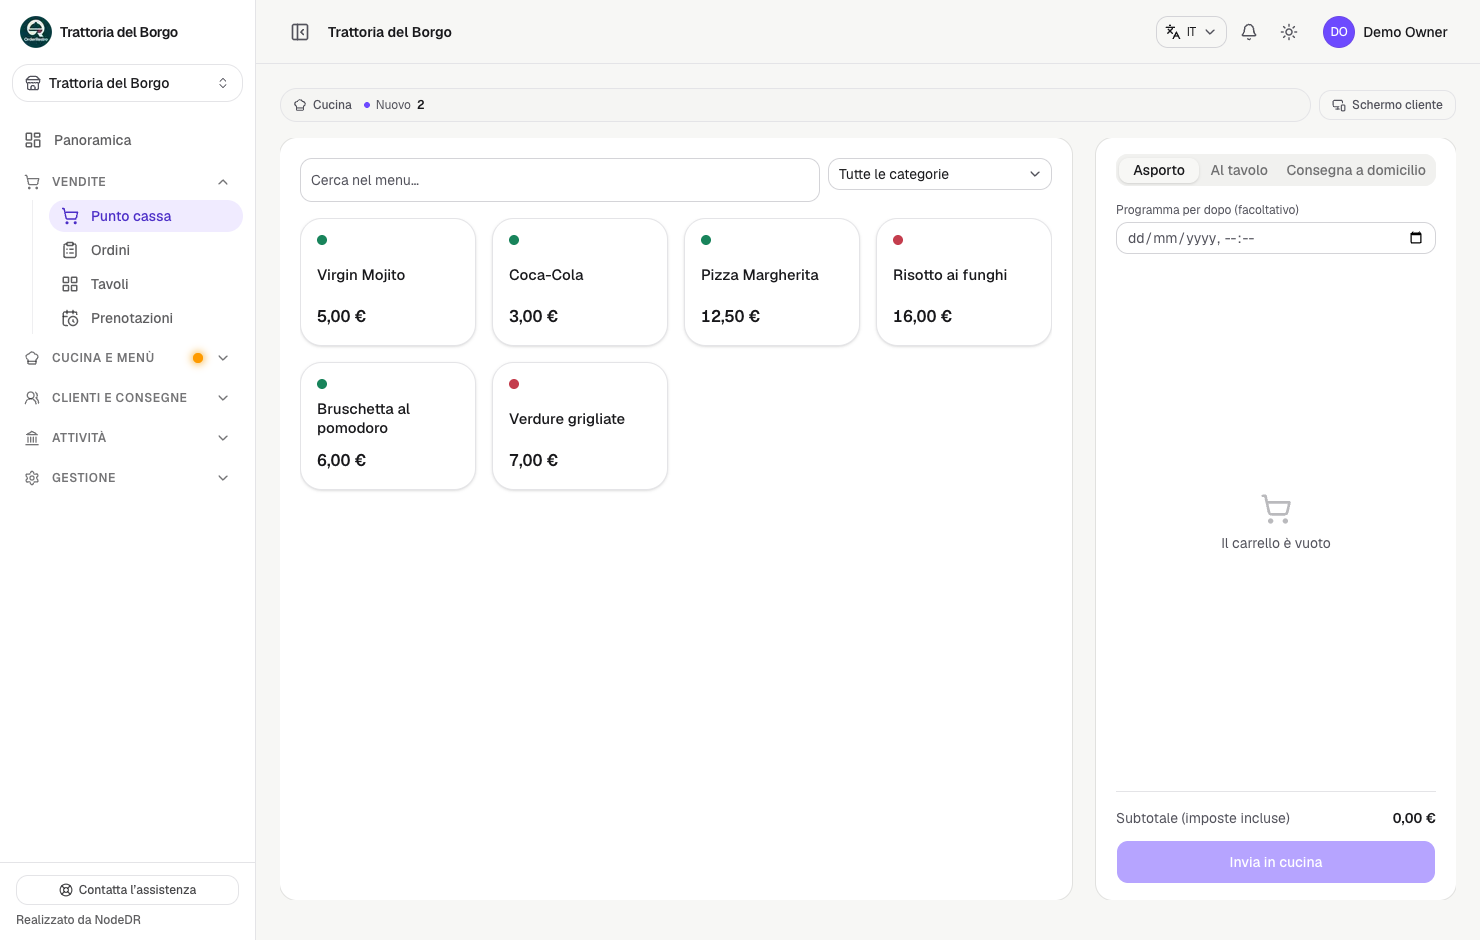 Trattoria del Borgo
Trattoria del Borgo
Panoramica
VENDITE
Punto cassa
Ordini
Tavoli
Prenotazioni
CUCINA E MENÙ
CLIENTI E CONSEGNE
ATTIVITÀ
GESTIONE
Contatta l'assistenza
Realizzato da NodeDR
Trattoria del Borgo
IT
DO
Demo Owner
Cucina
Nuovo 2
Schermo cliente
Cerca nel menu...
Tutte le categorie
Virgin Mojito
5,00 €
Coca-Cola
3,00 €
Pizza Margherita
12,50 €
Risotto ai funghi
16,00 €
Bruschetta al
pomodoro
6,00 €
Verdure grigliate
7,00 €
Asporto
Al tavolo
Consegna a domicilio
Programma per dopo (facoltativo)
dd/mm/yyyy, --:--
Il carrello è vuoto
Subtotale (imposte incluse)
0,00 €
Invia in cucina